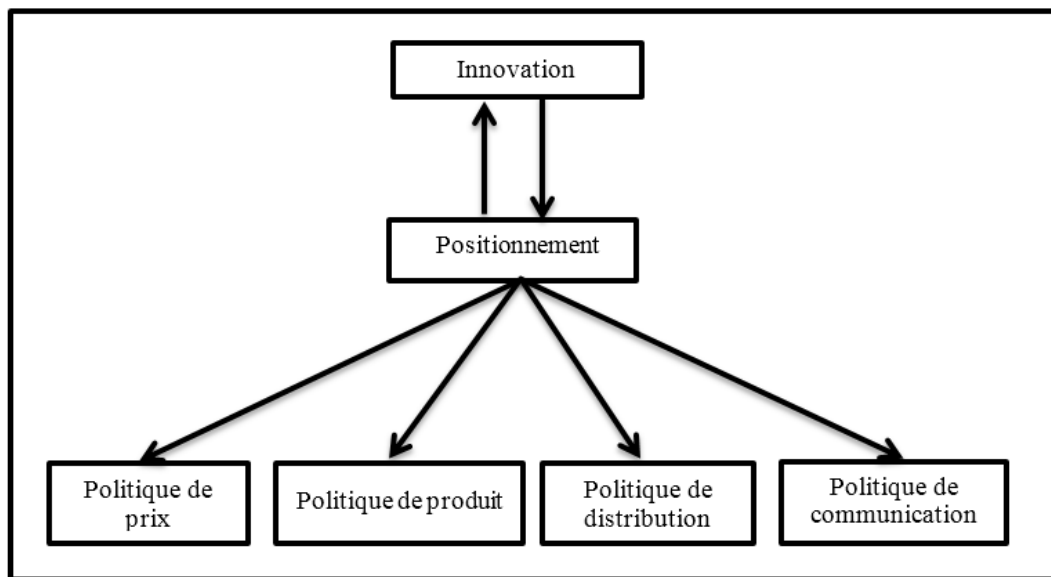 Innovation
Positionnement
Politique de
prix
Politique de produit
Politique de
distribution
Politique de
communication